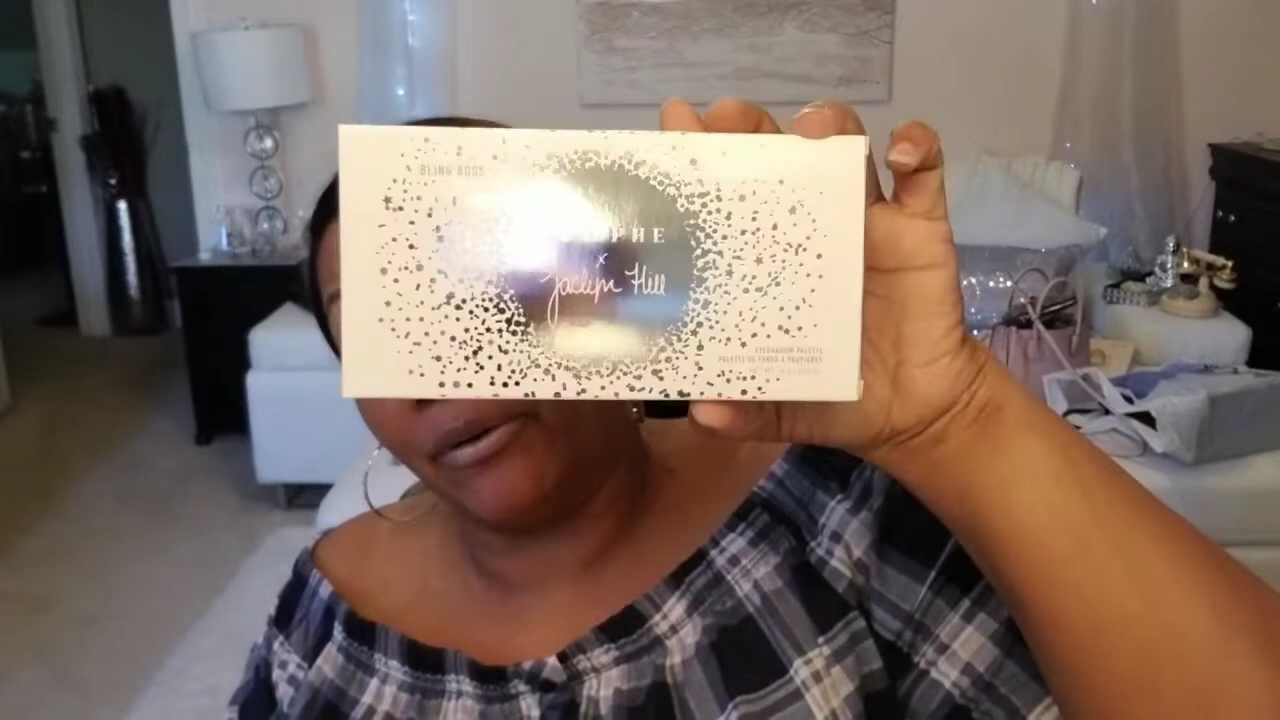 BLING BOSS
x
Jaclyn Hill
EYESHADOW PALETTE
PALETTE DE FARDS À PAUPIÈRES